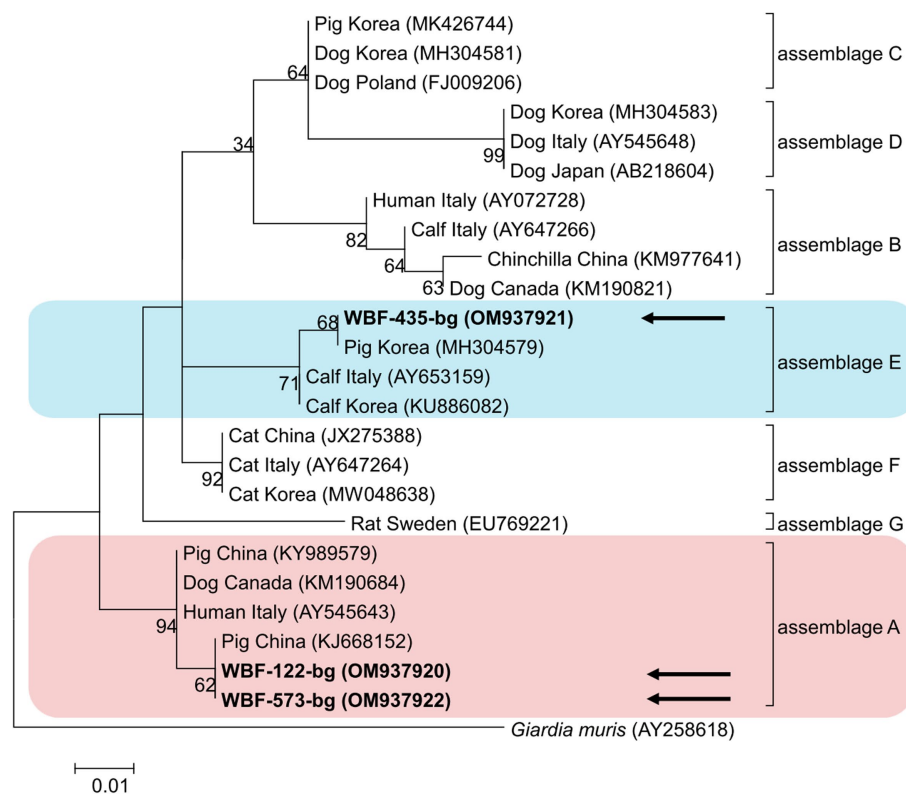 Pig Korea (MK426744)
Dog Korea (MH304581)
Dog Poland (FJ009206)
assemblage C
64
Dog Korea (MH304583)
Dog Italy (AY545648)
Dog Japan (AB218604)
assemblage D
99
34
Human Italy (AY072728)
Calf Italy (AY647266)
Chinchilla China (KM977641)
Dog Canada (KM190821)
assemblage B
82
64
63
WBF-435-bg (OM937921)
Pig Korea (MH304579)
Calf Italy (AY653159)
Calf Korea (KU886082)
assemblage E
68
71
Cat China (JX275388)
Cat Italy (AY647264)
Cat Korea (MW048638)
assemblage F
92
Rat Sweden (EU769221)
assemblage G
Pig China (KY989579)
Dog Canada (KM190684)
Human Italy (AY545643)
Pig China (KJ668152)
WBF-122-bg (OM937920)
WBF-573-bg (OM937922)
assemblage A
94
62
Giardia muris (AY258618)
0.01